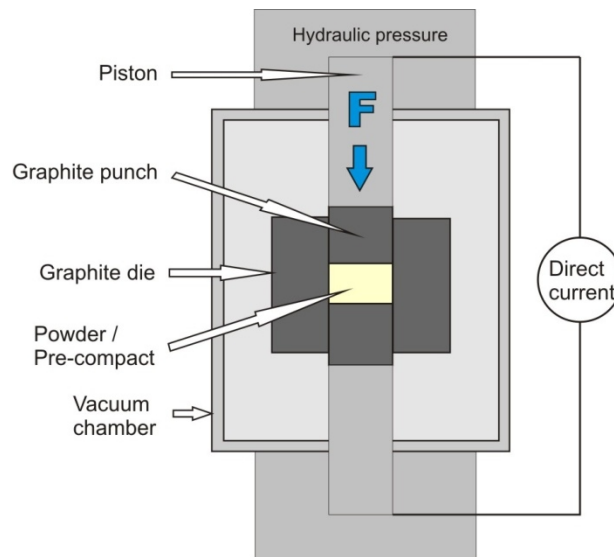 Hydraulic pressure
Piston
F
Graphite punch
Graphite die
Direct
current
Powder /
Pre-compact
Vacuum
chamber